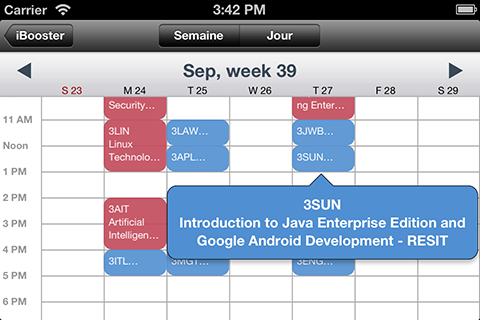 Carrier 3:42 PM
iBooster Semaine Jour
Sep, week 39
S 23 M 24 T 25 W 26 T 27 F 28 S 29
Security... ng Enter...
11 AM
3LIN 3LAW... 3JWB...
Noon Linux
Technolo... 3APL... 3SUN...
1 PM
2 PM
3AIT
3 PM Artificial
Intelligen...
4 PM
3ITL... 3MGT... 3ENG...
5 PM
6 PM
3SUN
Introduction to Java Enterprise Edition and
Google Android Development - RESIT